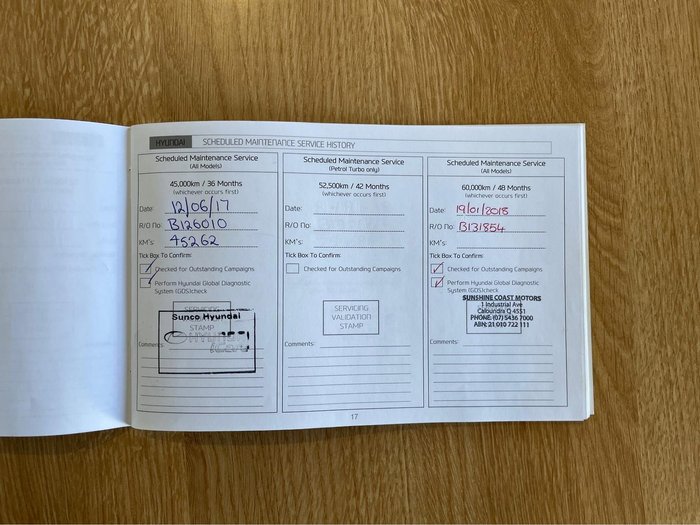 HYUNDAI SCHEDULED MAINTENANCE SERVICE HISTORY
Scheduled Maintenance Service
(All Models)
45,000km / 36 Months
(whichever occurs first)
Date: 12/06/17
R/O No: B126010
KM's: 45262
Tick Box To Confirm:
Checked for Outstanding Campaigns
Perform Hyundai Global Diagnostic
System (GDS)check
SERVICING
Sunco Hyundai
STAMP
HYUNDAI
Comments:
Scheduled Maintenance Service
(Petrol Turbo only)
52,500km / 42 Months
(whichever occurs first)
Date:
R/O No:
KM's:
Tick Box To Confirm:
Checked for Outstanding Campaigns
SERVICING
VALIDATION
STAMP
Comments:
Scheduled Maintenance Service
(All Models)
60,000km / 48 Months
(whichever occurs first)
Date: 19/01/2018
R/O No: B131854
KM's:
Tick Box To Confirm:
Checked for Outstanding Campaigns
Perform Hyundai Global Diagnostic
System (GDS)check
SUNSHINE COAST MOTORS
1 Industrial Ave
Caloundra Q 4551
PHONE: (07) 5436 7000
ABN: 21 010 722 111
Comments:
17